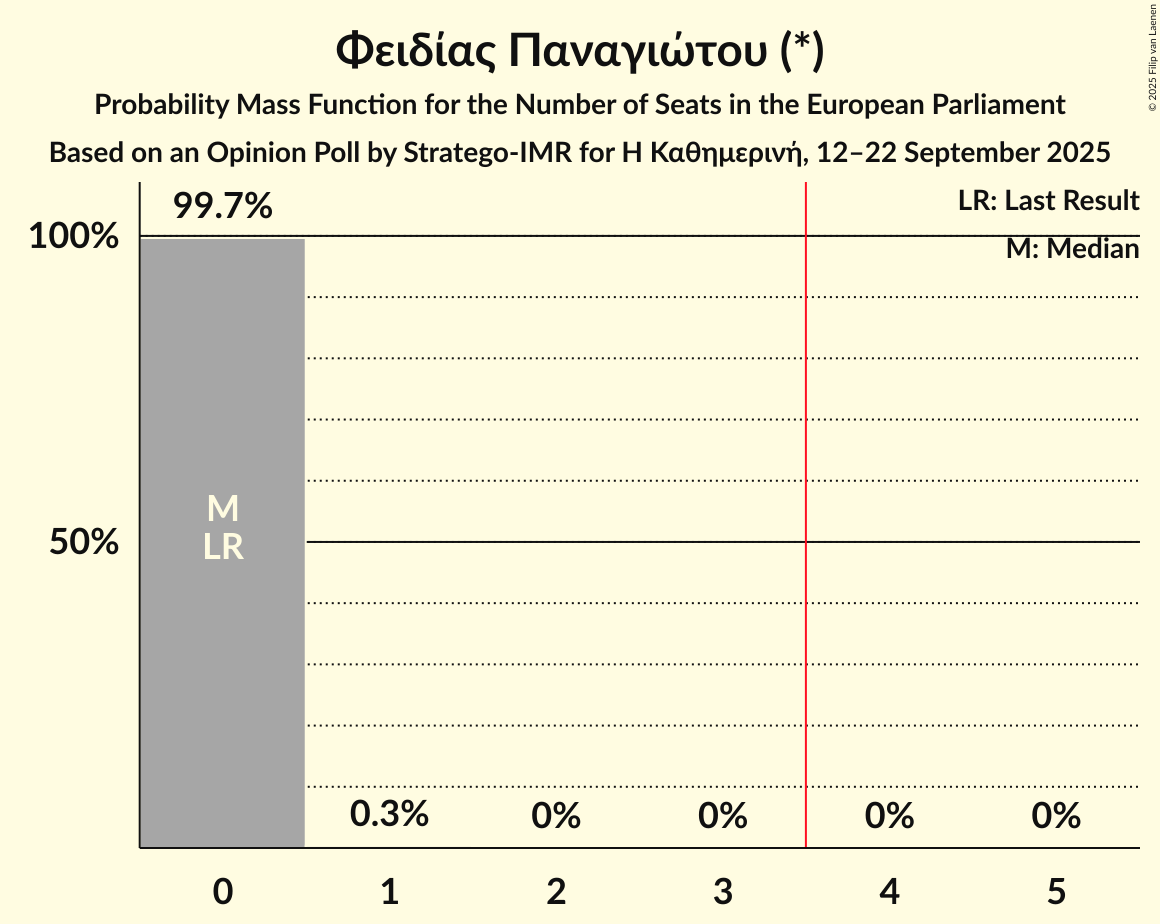 Φειδίας Παναγιώτου (*)
Probability Mass Function for the Number of Seats in the European Parliament
Based on an Opinion Poll by Stratego-IMR for Η Καθημερινή, 12–22 September 2025
© 2025 Filip van Laenen
LR: Last Result
M: Median
99.7%
100%
50%
M
LR
0.3%
0%
0%
0%
0%
0
1
2
3
4
5